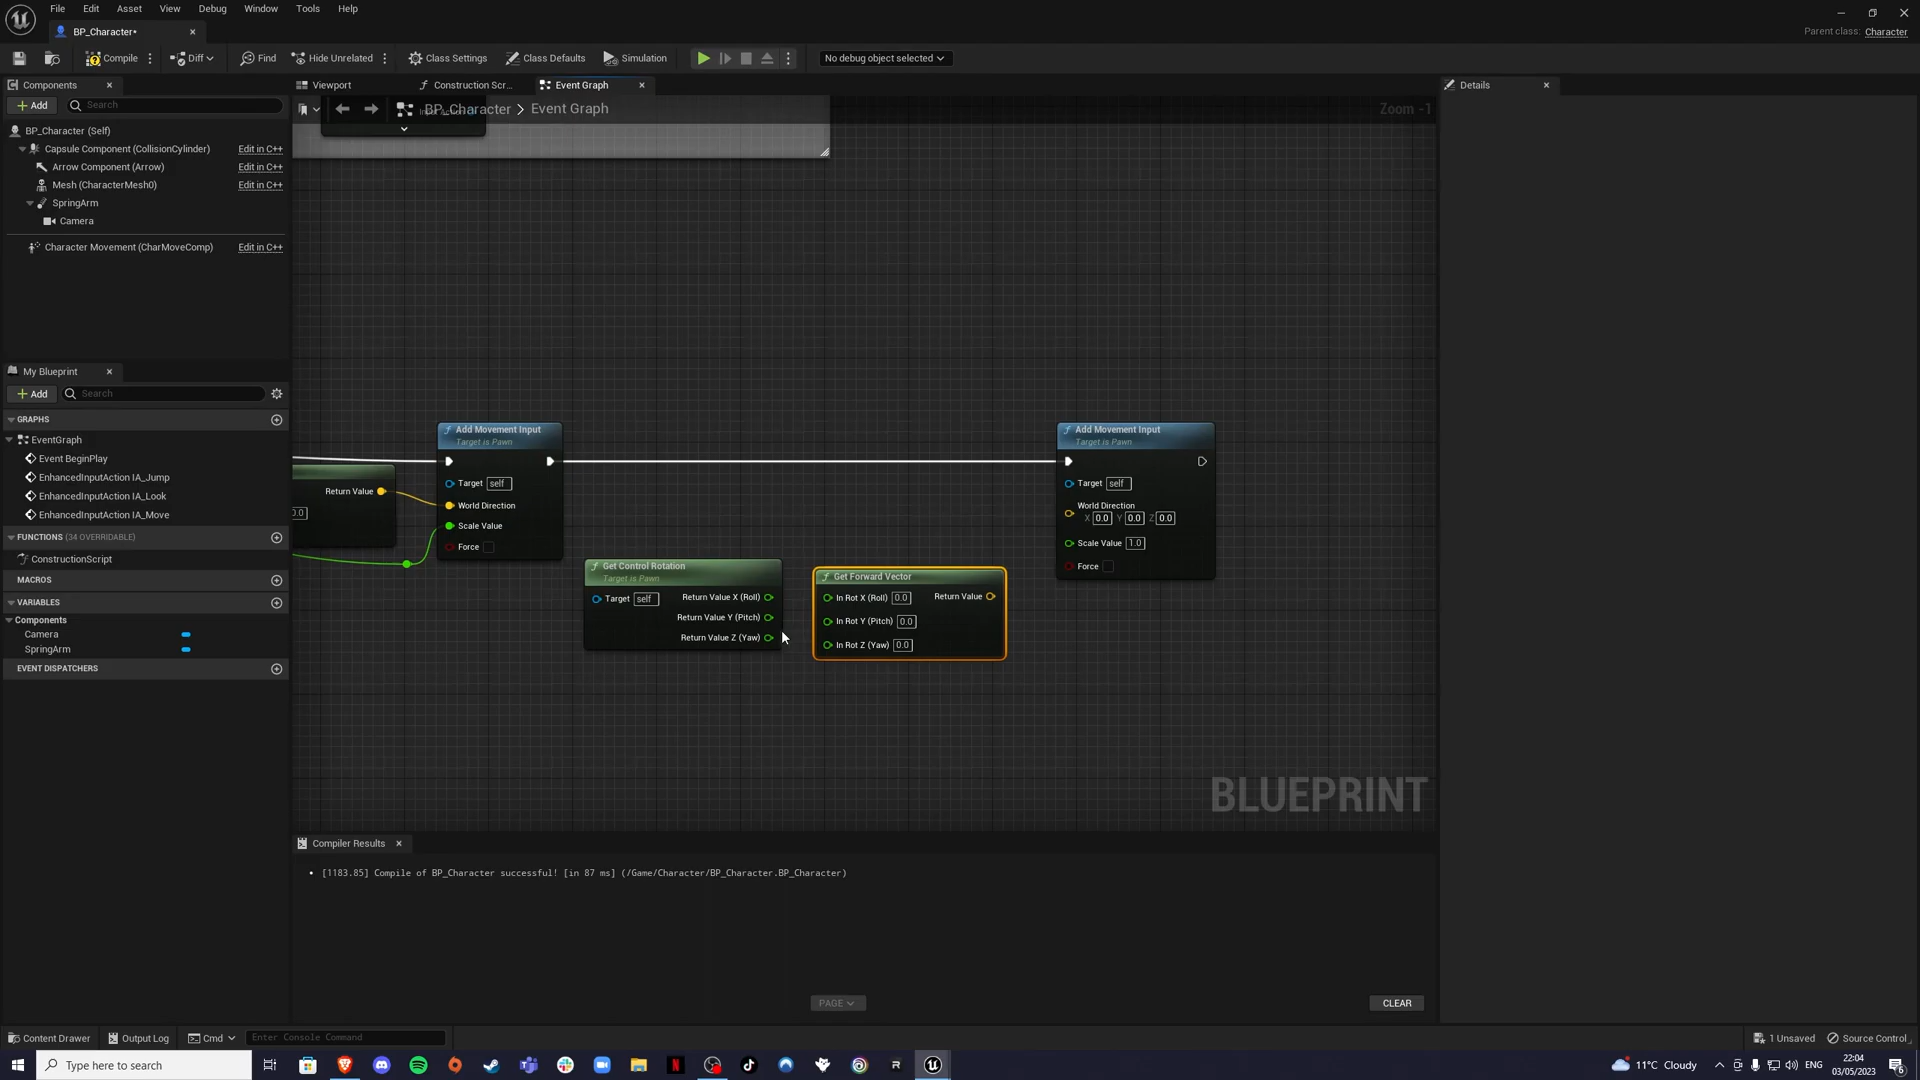 File Edit Asset View Debug Window Tools Help
BP_Character*
Parent class: Character
Compile Diff Find Hide Unrelated Class Settings Class Defaults Simulation No debug object selected
Components
Add Search
BP_Character (Self)
Capsule Component (CollisionCylinder) Edit in C++
Arrow Component (Arrow) Edit in C++
Mesh (CharacterMesh0) Edit in C++
SpringArm
Camera
Character Movement (CharMoveComp) Edit in C++
My Blueprint
Add Search
GRAPHS
EventGraph
Event BeginPlay
EnhancedInputAction IA_Jump
EnhancedInputAction IA_Look
EnhancedInputAction IA_Move
FUNCTIONS (34 OVERRIDABLE)
ConstructionScript
MACROS
VARIABLES
Components
Camera
SpringArm
EVENT DISPATCHERS
Viewport Construction Scr... Event Graph
BP_Character > Event Graph
Zoom -1
Return Value
0.0
Add Movement Input
Target is Pawn
Target self
World Direction
Scale Value
Force
Get Control Rotation
Target is Pawn
Target self
Return Value X (Roll)
Return Value Y (Pitch)
Return Value Z (Yaw)
Get Forward Vector
In Rot X (Roll) 0.0 Return Value
In Rot Y (Pitch) 0.0
In Rot Z (Yaw) 0.0
Add Movement Input
Target is Pawn
Target self
World Direction
X 0.0 Y 0.0 Z 0.0
Scale Value 1.0
Force
BLUEPRINT
Details
Compiler Results
[1183.85] Compile of BP_Character successful! [in 87 ms] (/Game/Character/BP_Character.BP_Character)
PAGE
CLEAR
Content Drawer Output Log Cmd Enter Console Command
1 Unsaved Source Control
Type here to search
11°C Cloudy
ENG
22:04
03/05/2023
6